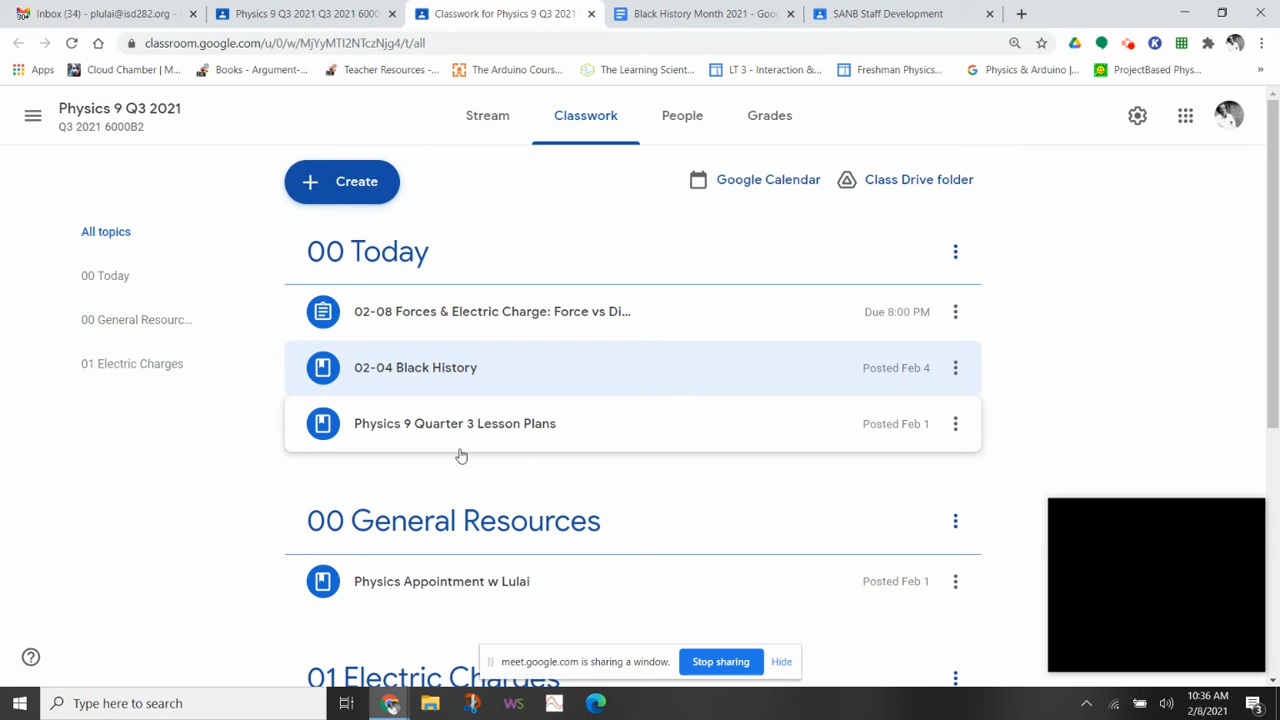 Inbox (34) - plulai@isd282.org -
Physics 9 Q3 2021 Q3 2021 6000
Classwork for Physics 9 Q3 2021
Black History Month 2021 - Goo
SANB Staff Development
classroom.google.com/u/0/w/MjYyMTI2NTczNjg4/t/all
Apps
Cloud Chamber | M...
Books - Argument-...
Teacher Resources -...
The Arduino Cours...
The Learning Scient...
LT 3 - Interaction &...
Freshman Physics...
Physics & Arduino |...
ProjectBased Phys...
»
Physics 9 Q3 2021
Q3 2021 6000B2
Stream
Classwork
People
Grades
+ Create
Google Calendar
Class Drive folder
All topics
00 Today
00 General Resourc...
01 Electric Charges
00 Today
02-08 Forces & Electric Charge: Force vs Di...
Due 8:00 PM
02-04 Black History
Posted Feb 4
Physics 9 Quarter 3 Lesson Plans
Posted Feb 1
00 General Resources
Physics Appointment w Lulai
Posted Feb 1
01 Electric Charges
meet.google.com is sharing a window.
Stop sharing
Hide
Type here to search
WS
10:36 AM
2/8/2021
3